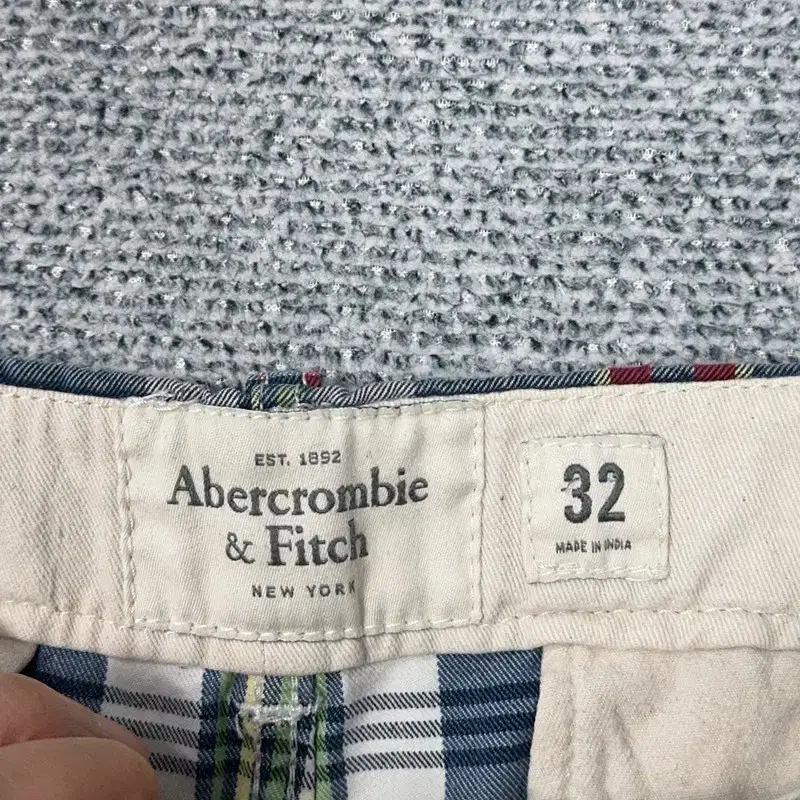 EST. 1892
Abercrombie
& Fitch
NEW YORK
32
MADE IN INDIA